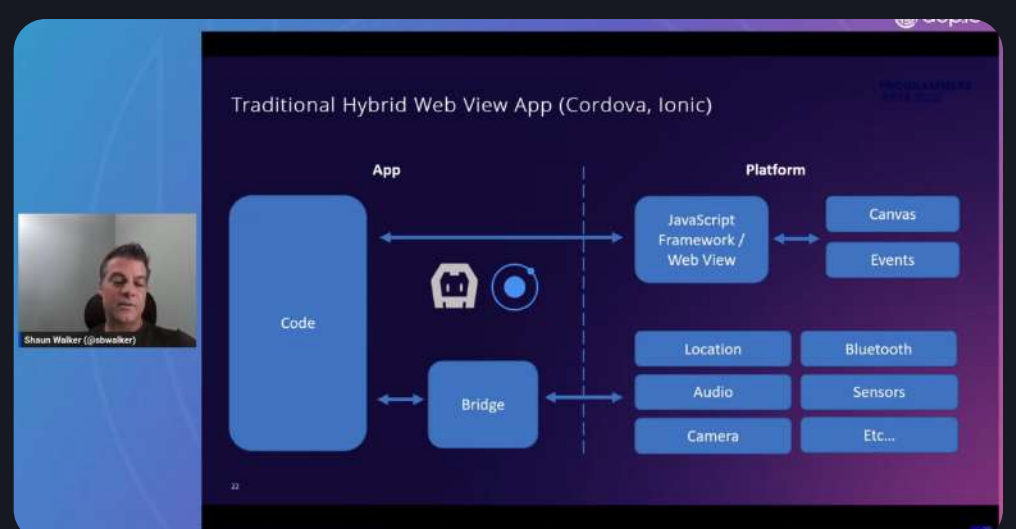 Traditional Hybrid Web View App (Cordova, Ionic)
App
Platform
Code
Bridge
JavaScript
Framework /
Web View
Canvas
Events
Location
Bluetooth
Audio
Sensors
Camera
Etc...
22
Shaun Walker (@sbwalker)